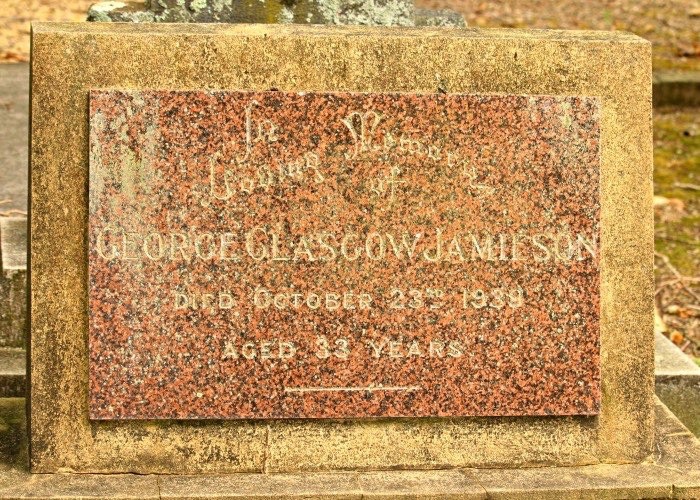 In
Loving Memory
of
GEORGE GLASGOW JAMIESON
DIED OCTOBER 23RD 1939
AGED 33 YEARS